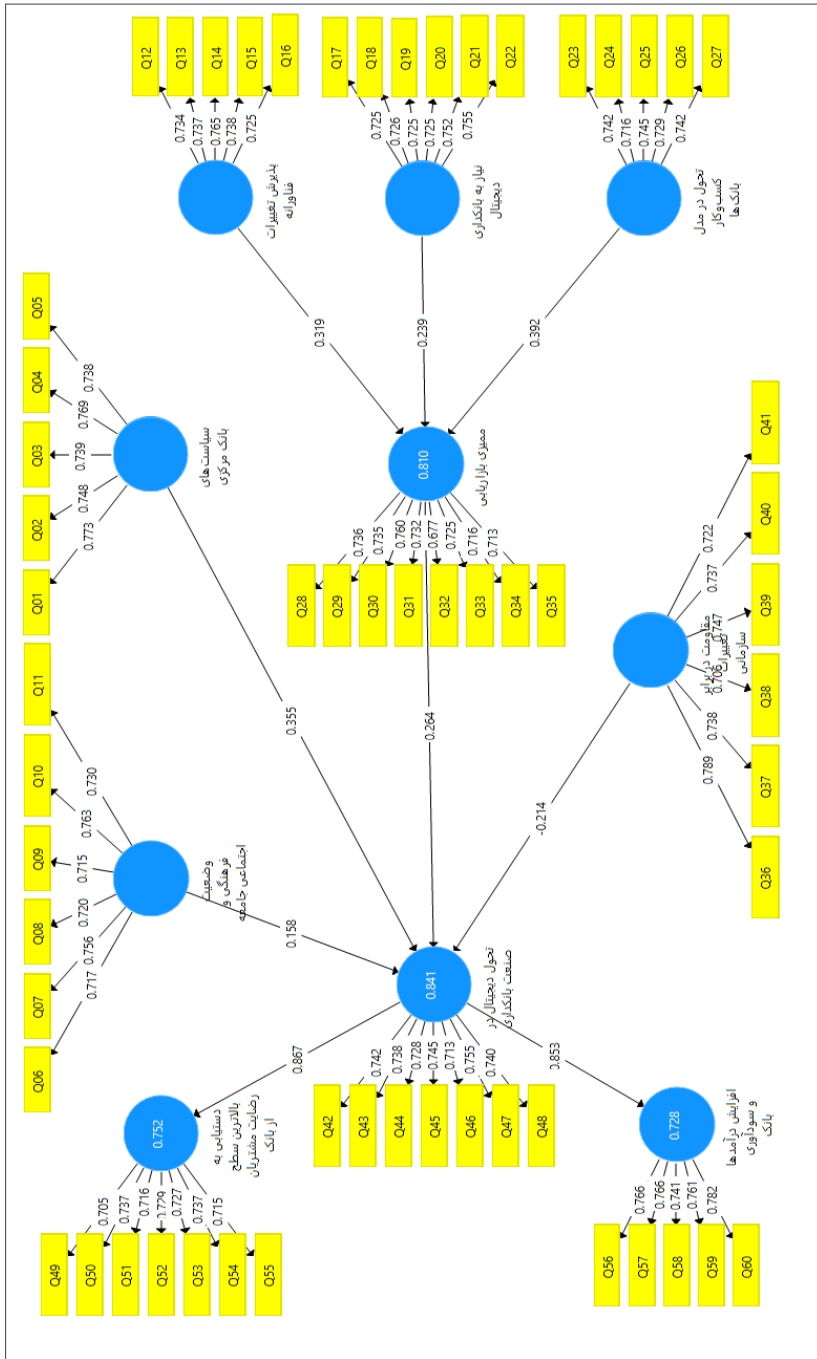 Q12
Q13
Q14
Q15
Q16
0.734
0.737
0.765
0.738
0.725
پذیرش تغییرات
فناورانه
Q17
Q18
Q19
Q20
Q21
Q22
0.725
0.726
0.725
0.725
0.752
0.755
نیاز به بانکداری
دیجیتال
Q23
Q24
Q25
Q26
Q27
0.742
0.716
0.745
0.729
0.742
تحول در مدل
کسب‌وکار
بانک‌ها
0.319
0.239
0.392
Q05
Q04
Q03
Q02
Q01
0.738
0.769
0.739
0.748
0.773
سیاست‌های
بانک مرکزی
0.810
ممیزی بازاریابی
0.736
0.735
0.760
0.732
0.677
0.725
0.716
0.713
Q28
Q29
Q30
Q31
Q32
Q33
Q34
Q35
Q41
Q40
Q39
Q38
Q37
Q36
0.722
0.737
0.747
0.706
0.738
0.789
مقاومت در برابر
تغییرات
سازمانی
0.355
0.264
-0.214
Q11
Q10
Q09
Q08
Q07
Q06
0.730
0.763
0.715
0.720
0.756
0.717
وضعیت
فرهنگی و
اجتماعی جامعه
0.158
0.841
تحول دیجیتال در
صنعت بانکداری
0.742
0.738
0.728
0.745
0.713
0.755
0.740
Q42
Q43
Q44
Q45
Q46
Q47
Q48
0.867
0.853
0.752
دستیابی به
بالاترین سطح
رضایت مشتریان
از بانک
0.705
0.737
0.716
0.729
0.727
0.737
0.715
Q49
Q50
Q51
Q52
Q53
Q54
Q55
0.728
افزایش درآمدها
و سودآوری
بانک
0.766
0.766
0.741
0.761
0.782
Q56
Q57
Q58
Q59
Q60